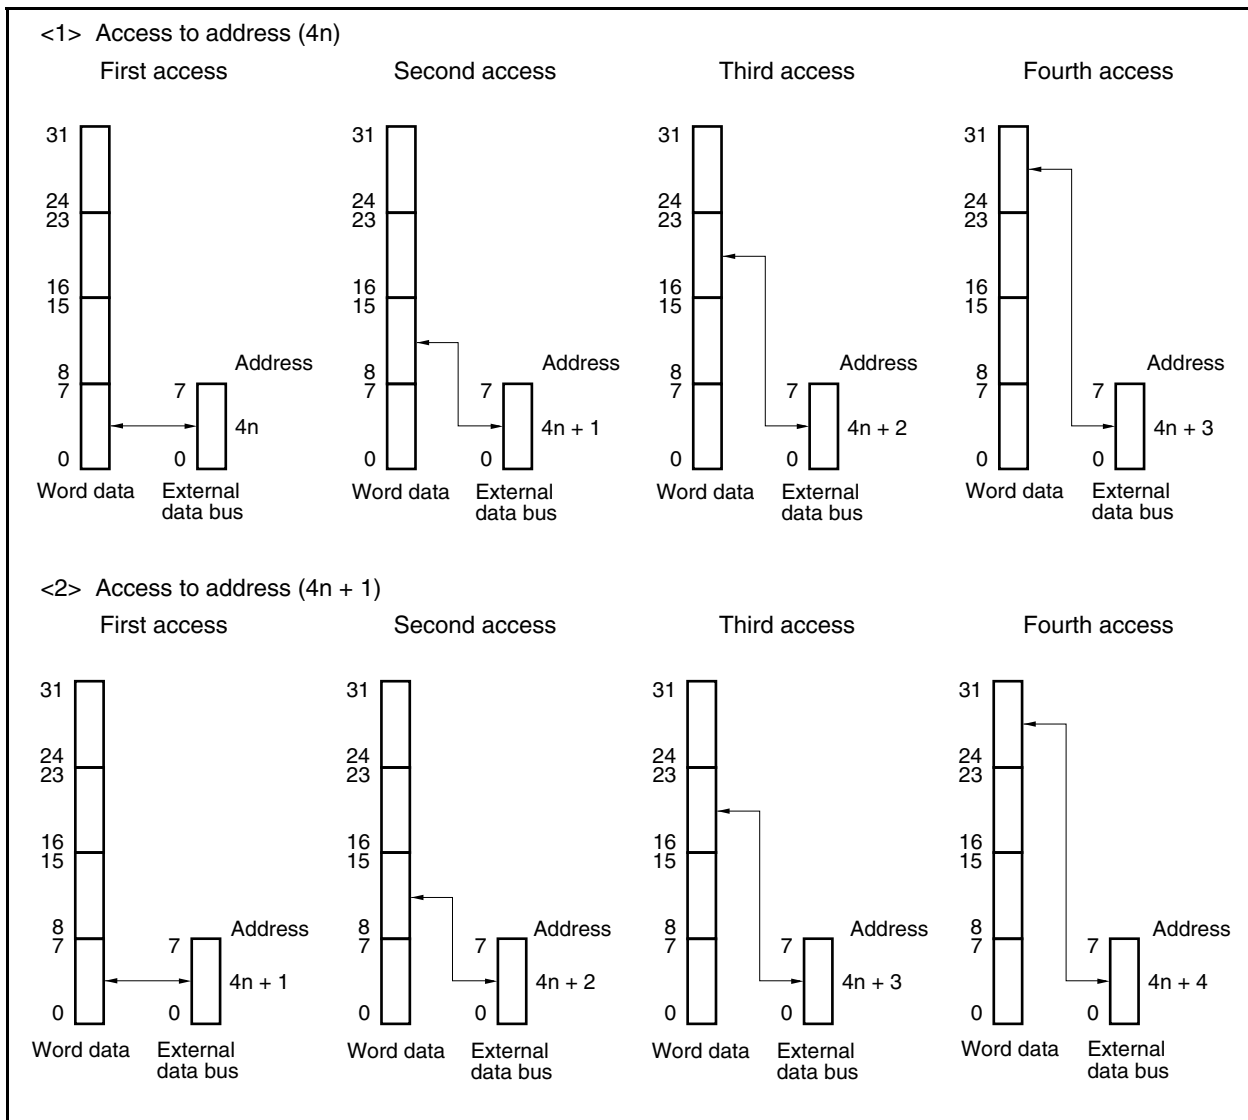 <1> Access to address (4n)
First access Second access Third access Fourth access
31 31 31 31
24 24 24 24
23 23 23 23
16 16 16 16
15 15 15 15
Address Address Address Address
8 8 8 8
7 7 7 7 7 7 7 7
4n 4n + 1 4n + 2 4n + 3
0 0 0 0 0 0 0 0
Word data External Word data External Word data External Word data External
data bus data bus data bus data bus
<2> Access to address (4n + 1)
First access Second access Third access Fourth access
31 31 31 31
24 24 24 24
23 23 23 23
16 16 16 16
15 15 15 15
8 Address 8 Address 8 Address 8 Address
7 7 7 7 7 7 7 7
4n + 1 4n + 2 4n + 3 4n + 4
0 0 0 0 0 0 0 0
Word data External Word data External Word data External Word data External
data bus data bus data bus data bus